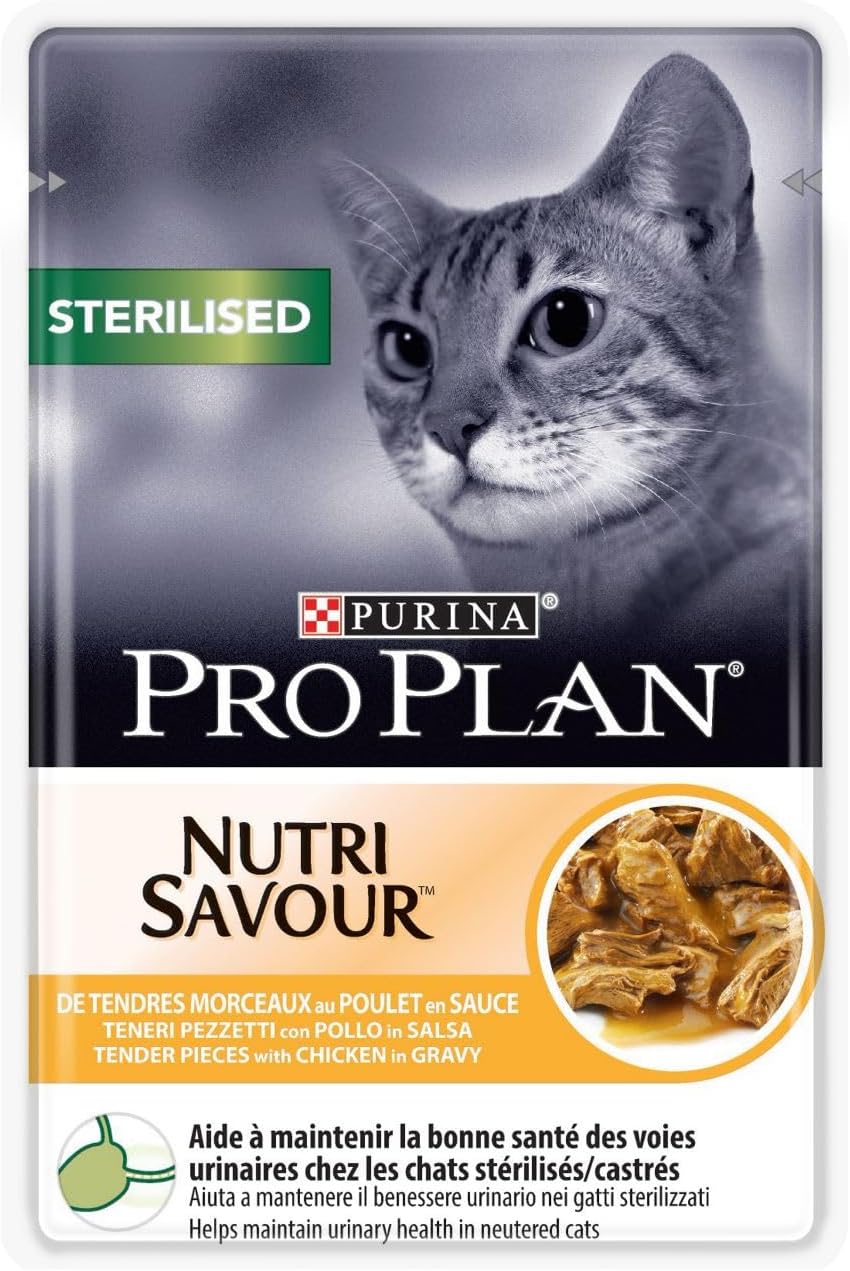 STERILISED
PURINA®
PRO PLAN®
NUTRI
SAVOUR™
DE TENDRES MORCEAUX au POULET en SAUCE
TENERI PEZZETTI con POLLO in SALSA
TENDER PIECES with CHICKEN in GRAVY
Aide à maintenir la bonne santé des voies
urinaires chez les chats stérilisés/castrés
Aiuta a mantenere il benessere urinario nei gatti sterilizzati
Helps maintain urinary health in neutered cats